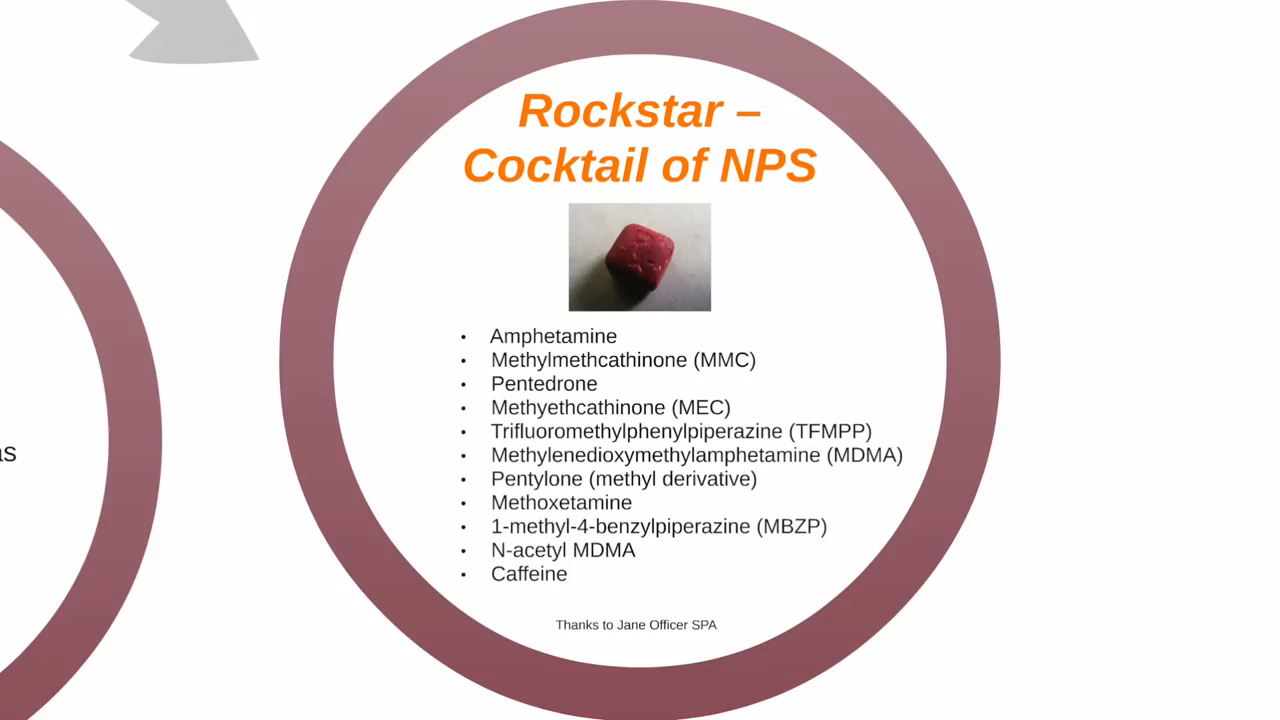 Rockstar –
Cocktail of NPS
• Amphetamine
• Methylmethcathinone (MMC)
• Pentedrone
• Methyethcathinone (MEC)
• Trifluoromethylphenylpiperazine (TFMPP)
• Methylenedioxymethylamphetamine (MDMA)
• Pentylone (methyl derivative)
• Methoxetamine
• 1-methyl-4-benzylpiperazine (MBZP)
• N-acetyl MDMA
• Caffeine
Thanks to Jane Officer SPA